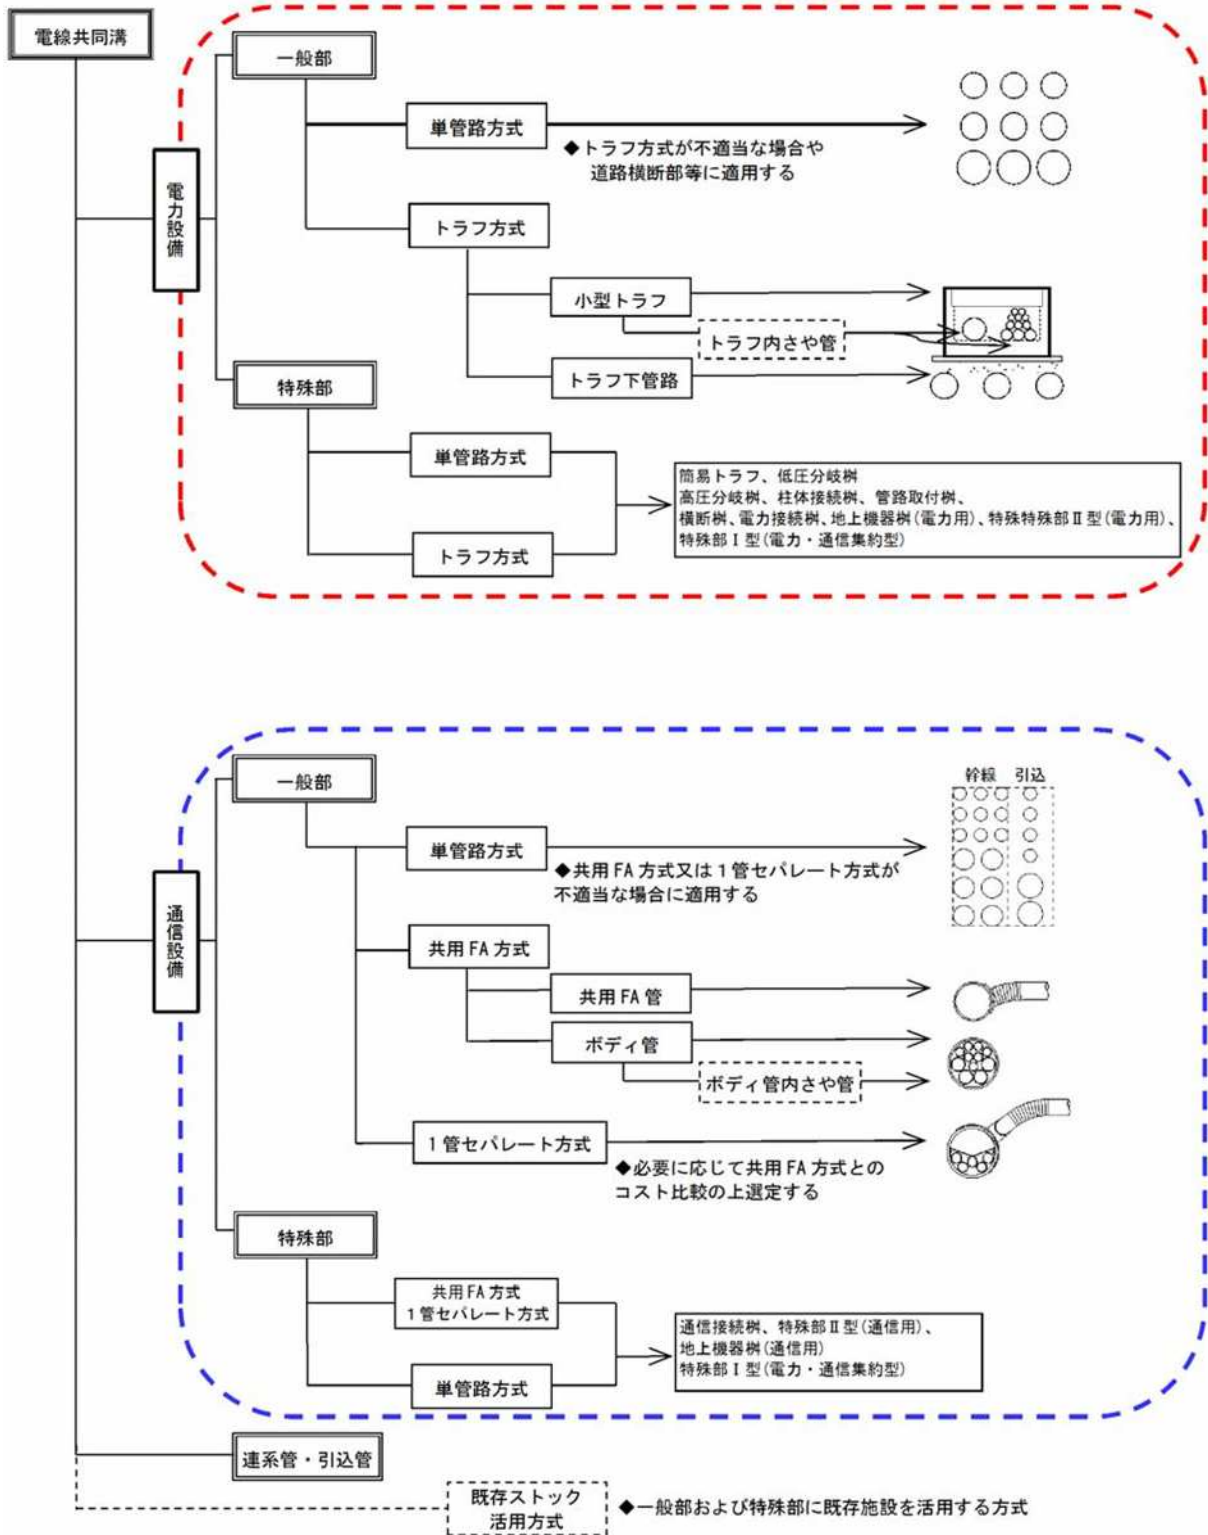 電線共同溝
一般部
単管路方式
◆トラフ方式が不適当な場合や
道路横断部等に適用する
電力設備
トラフ方式
小型トラフ
トラフ内さや管
トラフ下管路
特殊部
単管路方式
トラフ方式
簡易トラフ、低圧分岐桝
高圧分岐桝、柱体接続桝、管路取付桝、
横断桝、電力接続桝、地上機器桝(電力用)、特殊特殊部Ⅱ型(電力用)、
特殊部Ⅰ型(電力・通信集約型)
一般部
幹線 引込
単管路方式
◆共用 FA 方式又は1管セパレート方式が
不適当な場合に適用する
通信設備
共用 FA 方式
共用 FA 管
ボディ管
ボディ管内さや管
1管セパレート方式
◆必要に応じて共用 FA 方式との
コスト比較の上選定する
特殊部
共用 FA 方式
1管セパレート方式
単管路方式
通信接続桝、特殊部Ⅱ型(通信用)、
地上機器桝(通信用)
特殊部Ⅰ型(電力・通信集約型)
連系管・引込管
既存ストック
活用方式
◆一般部および特殊部に既存施設を活用する方式